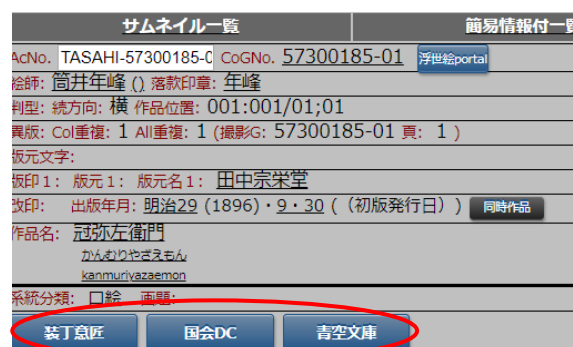 サムネイル一覧 簡易情報付一覧
AcNo. TASAHI-57300185-0 CoGNo. 57300185-01 浮世絵portal
絵師: 筒井年峰 () 落款印章: 年峰
判型: 続方向: 横 作品位置: 001:001/01;01
異版: Col重複: 1 All重複: 1 (撮影G: 57300185-01 頁: 1 )
版元文字:
版印1: 版元1: 版元名1: 田中宗栄堂
改印: 出版年月: 明治29 (1896)・9・30 (（初版発行日）) 同時作品
作品名: 冠弥左衛門
かんむりやざえもん
kanmuriyazaemon
系統分類: 口絵 画題:
装丁意匠 国会DC 青空文庫